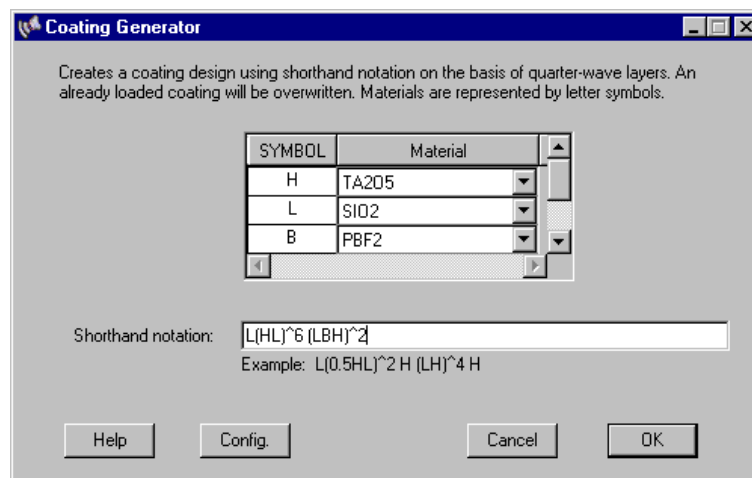 Coating Generator
Creates a coating design using shorthand notation on the basis of quarter-wave layers. An
already loaded coating will be overwritten. Materials are represented by letter symbols.
SYMBOL Material
H TA2O5
L SIO2
B PBF2
Shorthand notation: L(HL)^6 (LBH)^2
Example: L(0.5HL)^2 H (LH)^4 H
Help Config. Cancel OK